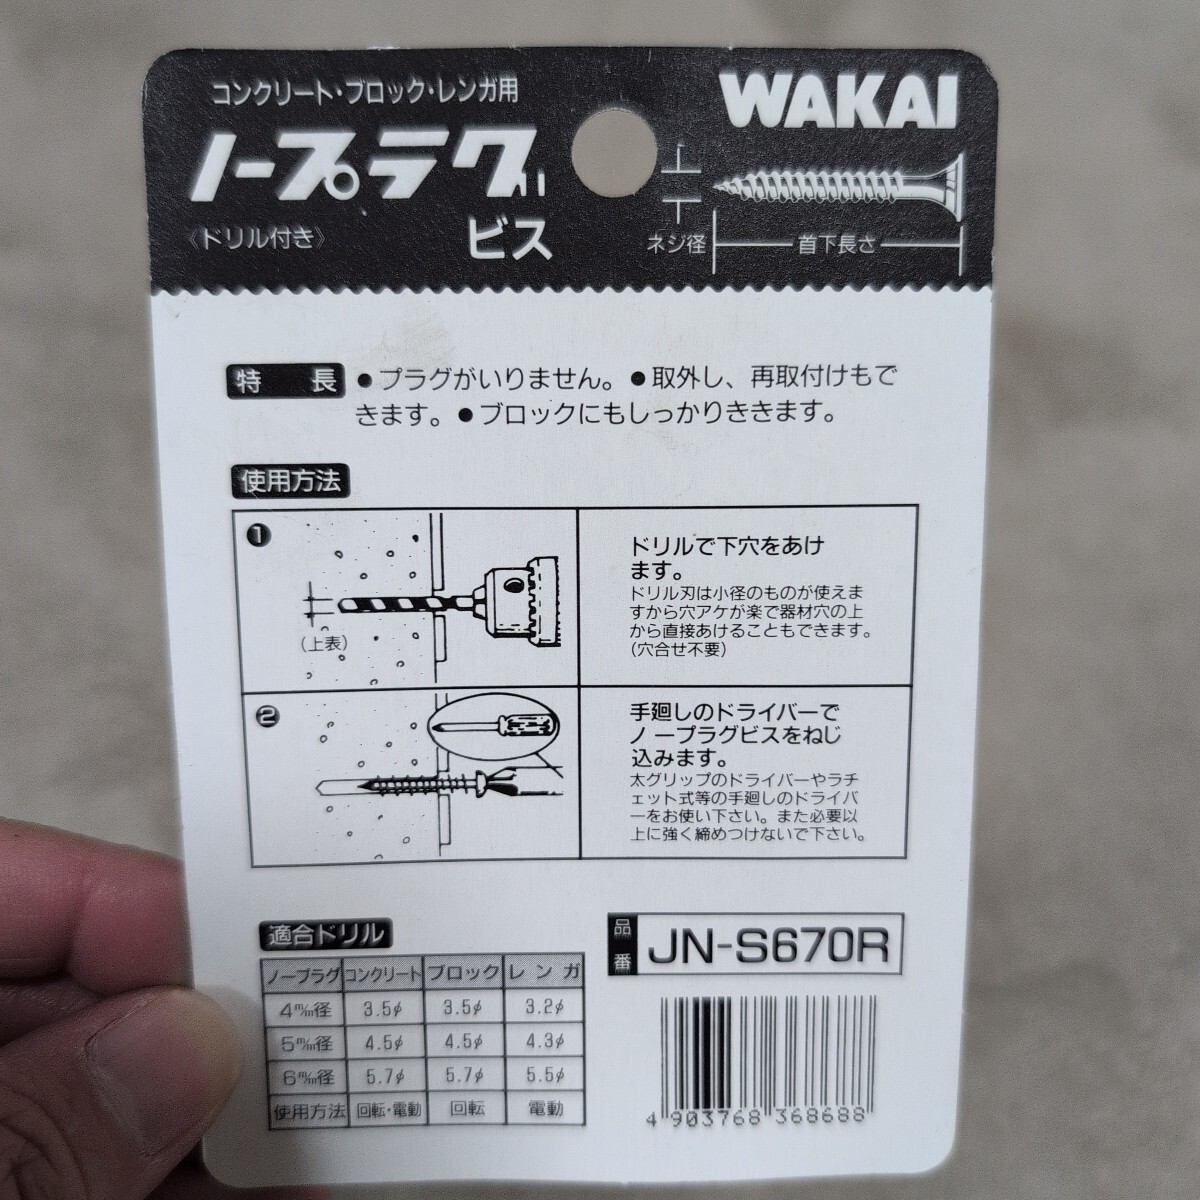 コンクリート・ブロック・レンガ用
WAKAI
ノープラグ
ビス
《ドリル付き》
ネジ径
首下長さ
特 長
●プラグがいりません。●取外し、再取付けもで
きます。●ブロックにもしっかりききます。
使用方法
❶
(上表)
ドリルで下穴をあけ
ます。
ドリル刃は小径のものが使えま
すから穴アケが楽で器材穴の上
から直接あけることもできます。
(穴合せ不要)
❷
手廻しのドライバーで
ノープラグビスをねじ
込みます。
太グリップのドライバーやラチ
ェット式等の手廻しのドライバ
ーをお使い下さい。また必要以
上に強く締めつけないで下さい。
適合ドリル
ノープラグ コンクリート ブロック レンガ
4m/m径 3.5φ 3.5φ 3.2φ
5m/m径 4.5φ 4.5φ 4.3φ
6m/m径 5.7φ 5.7φ 5.5φ
使用方法 回転・電動 回転 電動
品番 JN-S670R
4 903768 368688